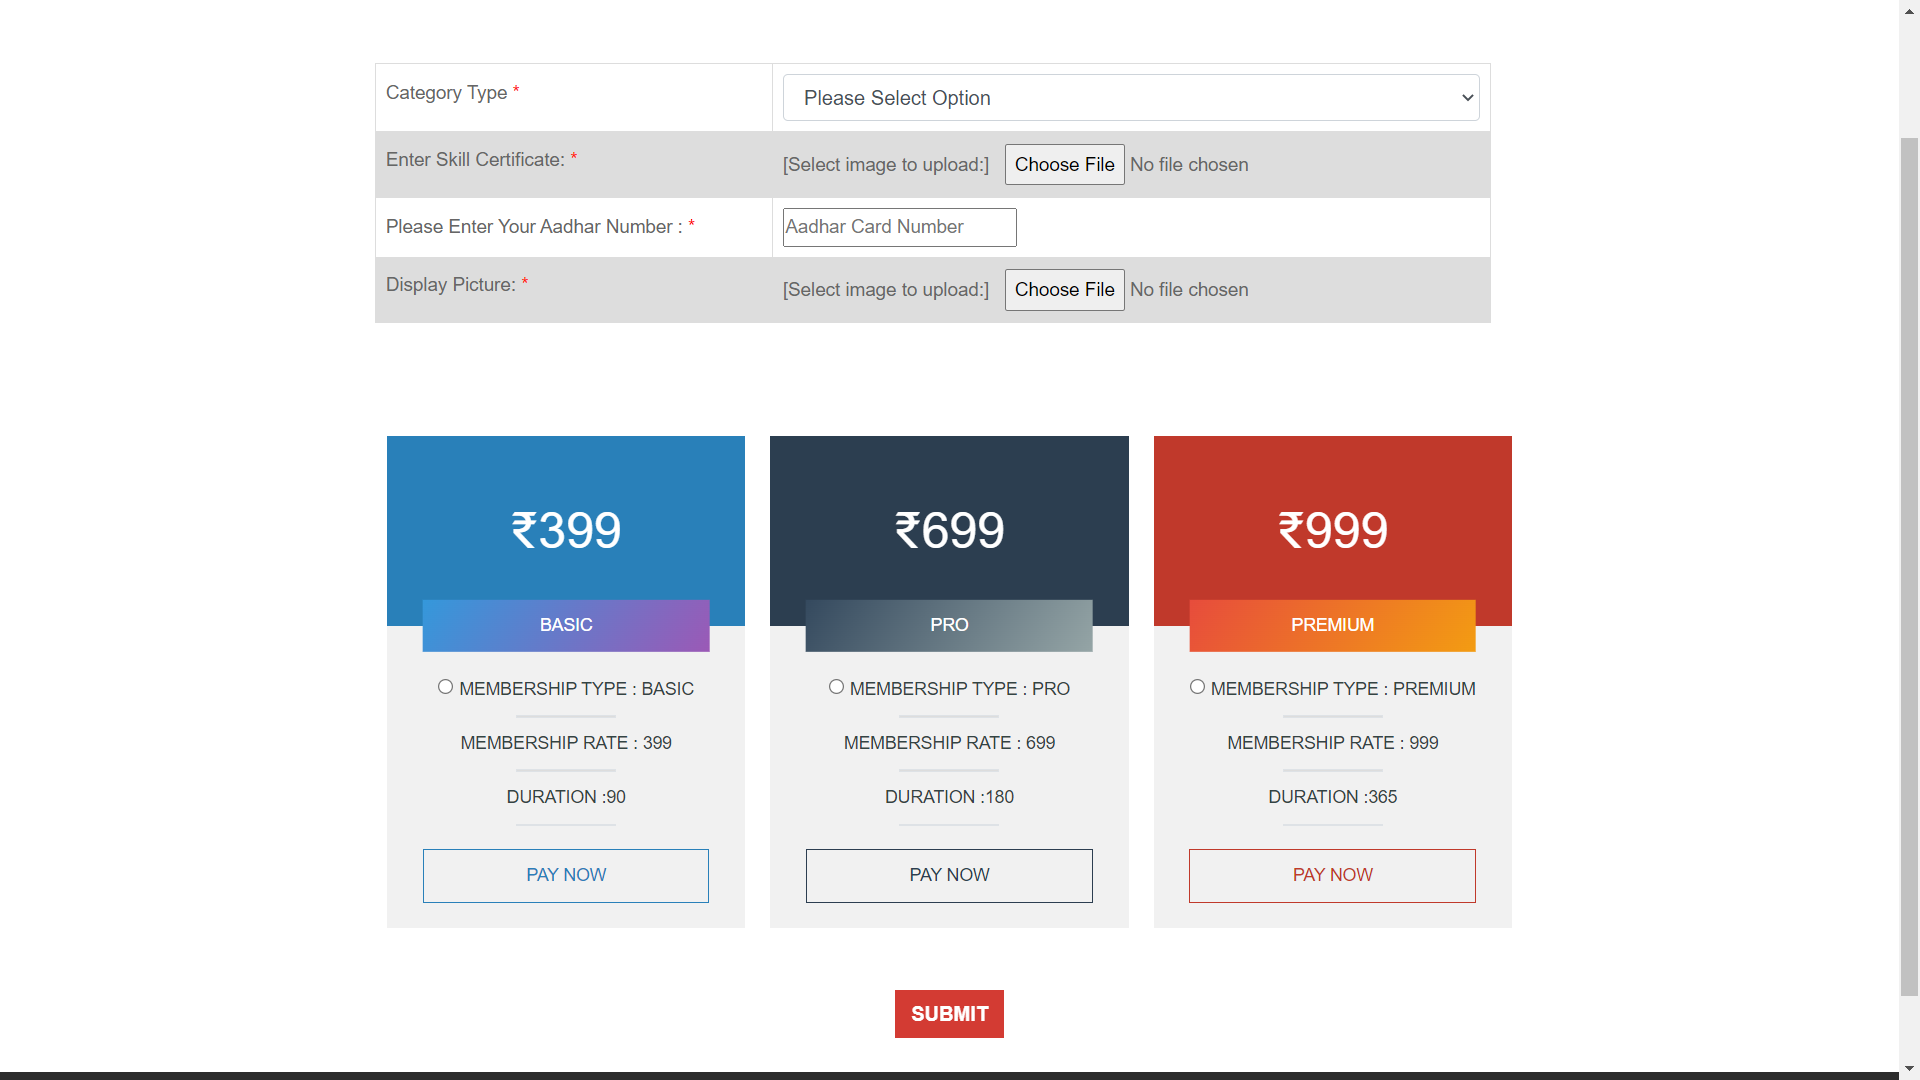 Category Type *
Please Select Option
Enter Skill Certificate: *
[Select image to upload:] Choose File No file chosen
Please Enter Your Aadhar Number : *
Aadhar Card Number
Display Picture: *
[Select image to upload:] Choose File No file chosen
₹399
BASIC
MEMBERSHIP TYPE : BASIC
MEMBERSHIP RATE : 399
DURATION :90
PAY NOW
₹699
PRO
MEMBERSHIP TYPE : PRO
MEMBERSHIP RATE : 699
DURATION :180
PAY NOW
₹999
PREMIUM
MEMBERSHIP TYPE : PREMIUM
MEMBERSHIP RATE : 999
DURATION :365
PAY NOW
SUBMIT